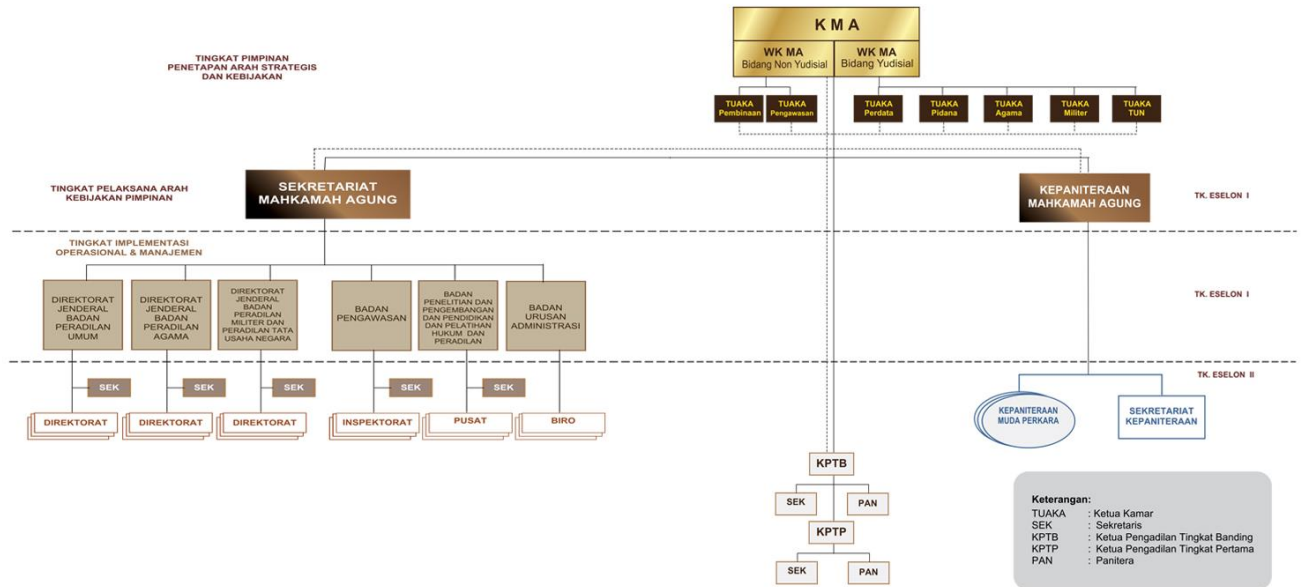 K M A
TINGKAT PIMPINAN
PENETAPAN ARAH STRATEGIS
DAN KEBIJAKAN
WK MA
Bidang Non Yudisial
WK MA
Bidang Yudisial
TUAKA
Pembinaan
TUAKA
Pengawasan
TUAKA
Perdata
TUAKA
Pidana
TUAKA
Agama
TUAKA
Militer
TUAKA
TUN
TINGKAT PELAKSANA ARAH
KEBIJAKAN PIMPINAN
SEKRETARIAT
MAHKAMAH AGUNG
KEPANITERAAN
MAHKAMAH AGUNG
TK. ESELON I
TINGKAT IMPLEMENTASI
OPERASIONAL & MANAJEMEN
DIREKTORAT
JENDERAL
BADAN
PERADILAN
UMUM
DIREKTORAT
JENDERAL
BADAN
PERADILAN
AGAMA
DIREKTORAT
JENDERAL
BADAN
PERADILAN
MILITER DAN
PERADILAN TATA
USAHA NEGARA
BADAN
PENGAWASAN
BADAN
PENELITIAN DAN
PENGEMBANGAN
DAN PENDIDIKAN
DAN PELATIHAN
HUKUM DAN
PERADILAN
BADAN
URUSAN
ADMINISTRASI
TK. ESELON I
TK. ESELON II
SEK
SEK
SEK
SEK
SEK
DIREKTORAT
DIREKTORAT
DIREKTORAT
INSPEKTORAT
PUSAT
BIRO
KEPANITERAAN
MUDA PERKARA
SEKRETARIAT
KEPANITERAAN
KPTB
SEK
PAN
KPTP
SEK
PAN
Keterangan:
TUAKA : Ketua Kamar
SEK : Sekretaris
KPTB : Ketua Pengadilan Tingkat Banding
KPTP : Ketua Pengadilan Tingkat Pertama
PAN : Panitera